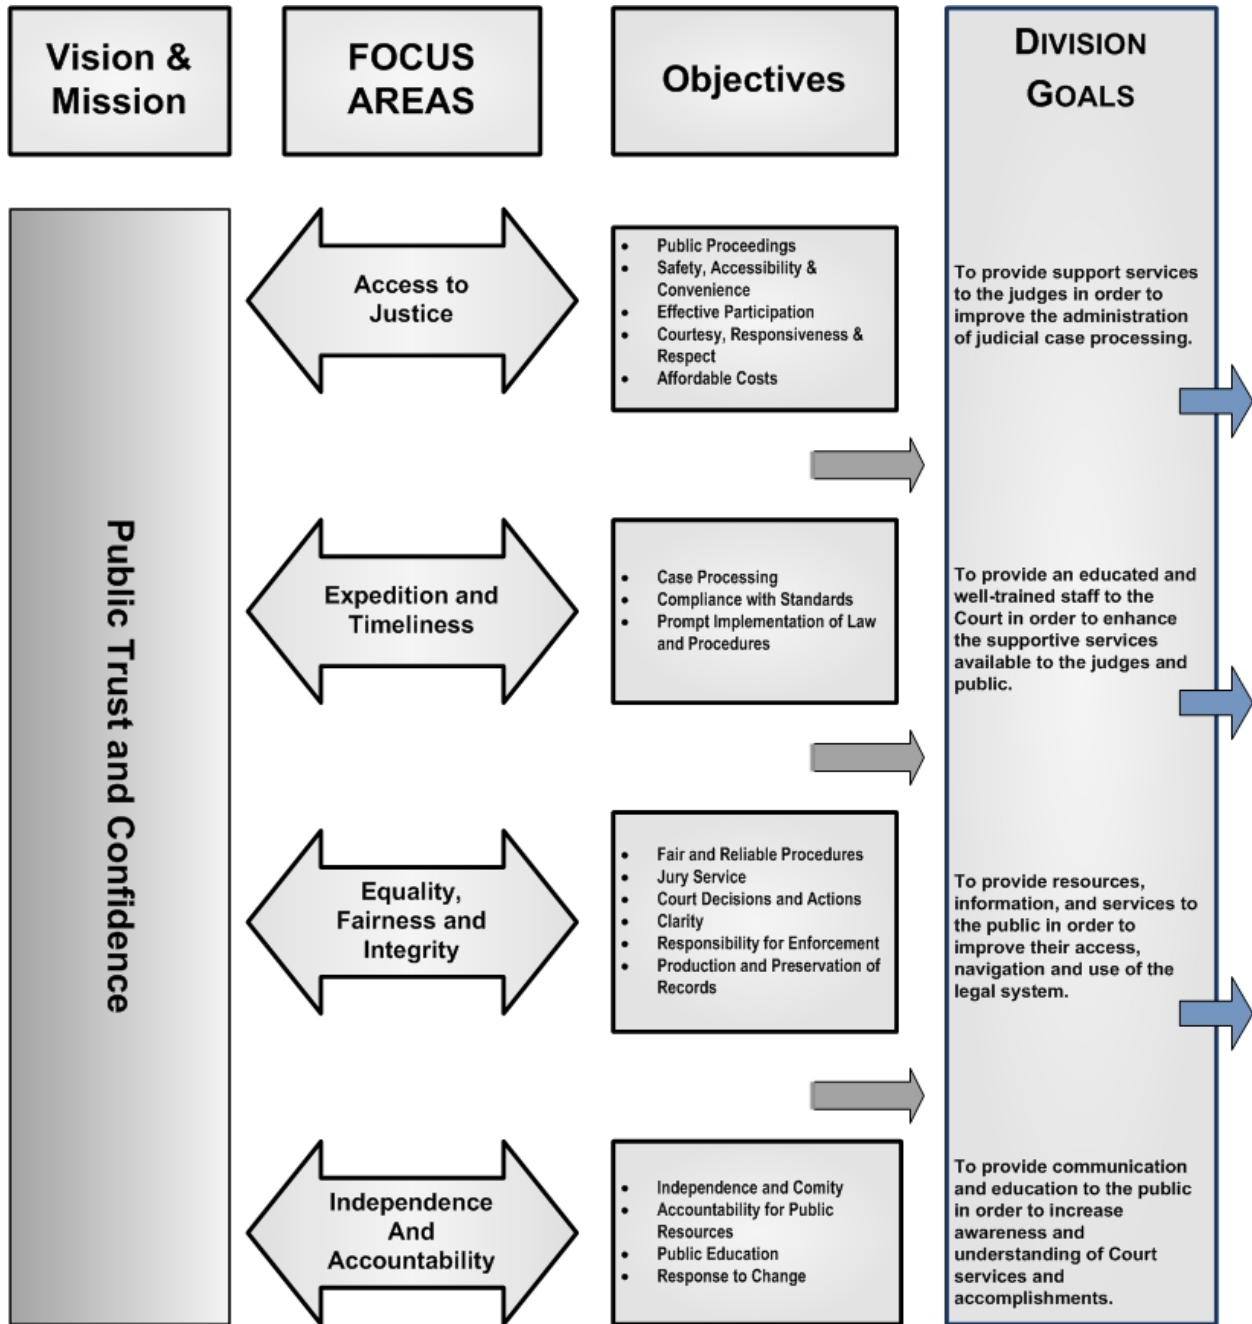 Vision &
Mission
FOCUS
AREAS
Objectives
DIVISION
GOALS
Public Trust and Confidence
Access to
Justice
• Public Proceedings
• Safety, Accessibility &
Convenience
• Effective Participation
• Courtesy, Responsiveness &
Respect
• Affordable Costs
To provide support services
to the judges in order to
improve the administration
of judicial case processing.
Expedition and
Timeliness
• Case Processing
• Compliance with Standards
• Prompt Implementation of Law
and Procedures
To provide an educated and
well-trained staff to the
Court in order to enhance
the supportive services
available to the judges and
public.
Equality,
Fairness and
Integrity
• Fair and Reliable Procedures
• Jury Service
• Court Decisions and Actions
• Clarity
• Responsibility for Enforcement
• Production and Preservation of
Records
To provide resources,
information, and services to
the public in order to
improve their access,
navigation and use of the
legal system.
Independence
And
Accountability
• Independence and Comity
• Accountability for Public
Resources
• Public Education
• Response to Change
To provide communication
and education to the public
in order to increase
awareness and
understanding of Court
services and
accomplishments.